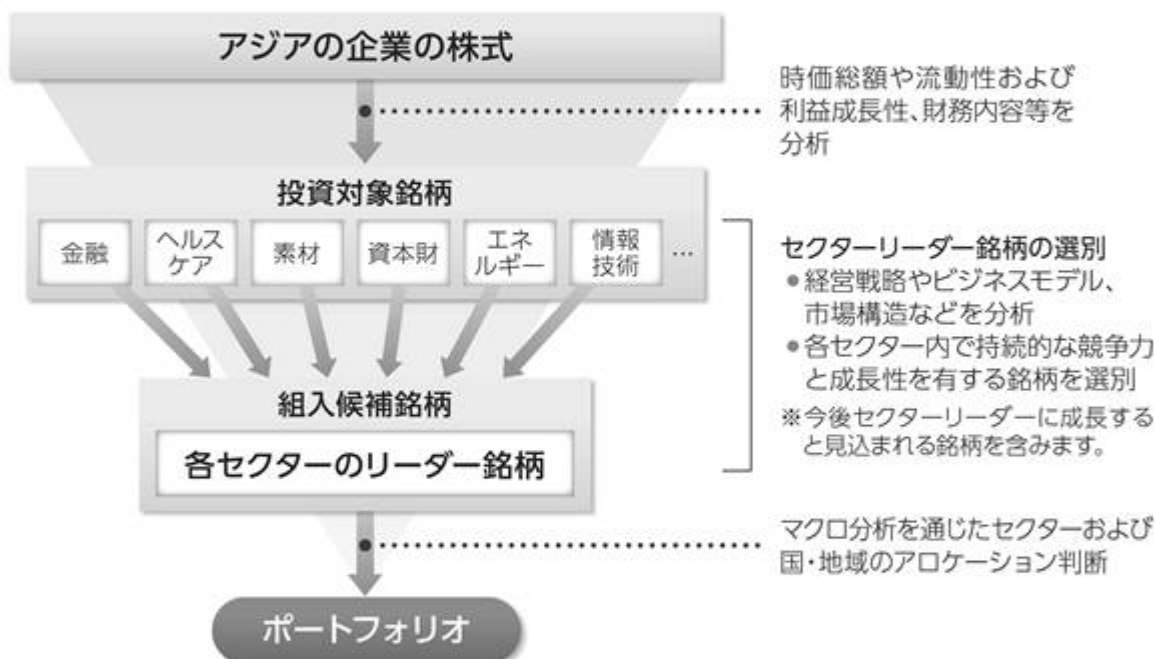 アジアの企業の株式
時価総額や流動性および
利益成長性、財務内容等を
分析
投資対象銘柄
金融
ヘルス
ケア
素材
資本財
エネ
ルギー
情報
技術
…
セクターリーダー銘柄の選別
●経営戦略やビジネスモデル、
市場構造などを分析
●各セクター内で持続的な競争力
と成長性を有する銘柄を選別
※今後セクターリーダーに成長する
と見込まれる銘柄を含みます。
組入候補銘柄
各セクターのリーダー銘柄
マクロ分析を通じたセクターおよび
国・地域のアロケーション判断
ポートフォリオ